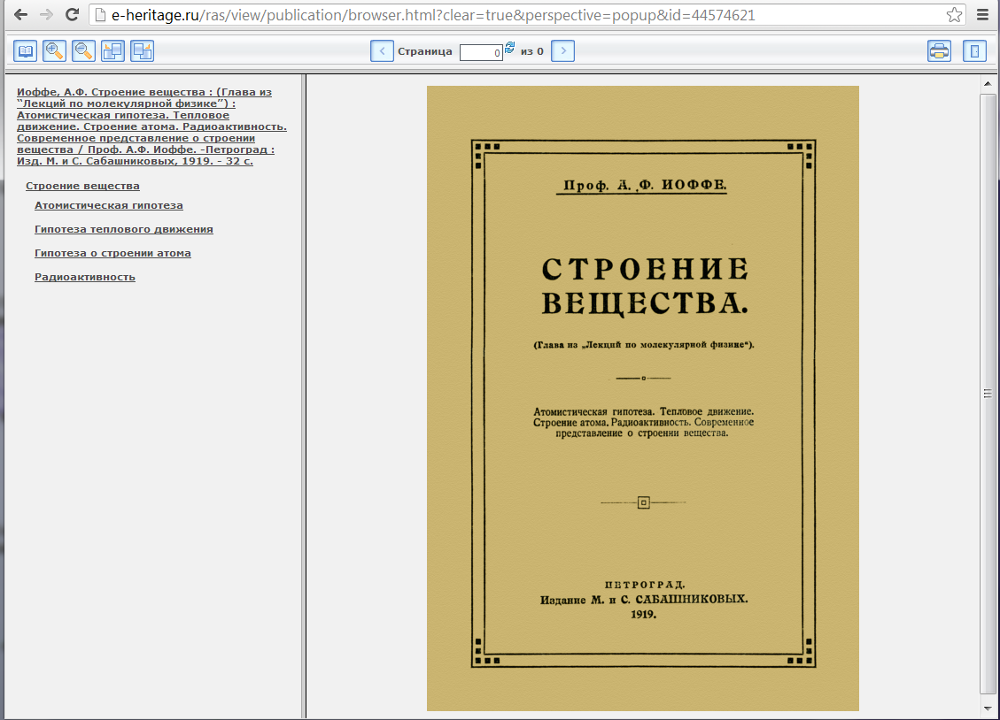 e-heritage.ru/ras/view/publication/browser.html?clear=true&perspective=popup&id=44574621
Страница 0 из 0
Иоффе, А.Ф. Строение вещества : (Глава из
“Лекций по молекулярной физике”) :
Атомистическая гипотеза. Тепловое
движение. Строение атома. Радиоактивность.
Современное представление о строении
вещества / Проф. А.Ф. Иоффе. -Петроград :
Изд. М. и С. Сабашниковых, 1919. - 32 с.
Строение вещества
Атомистическая гипотеза
Гипотеза теплового движения
Гипотеза о строении атома
Радиоактивность
Проф. А. Ф. ИОФФЕ.
СТРОЕНИЕ
ВЕЩЕСТВА.
(Глава из „Лекций по молекулярной физике“).
Атомистическая гипотеза. Тепловое движение.
Строение атома. Радиоактивность. Современное
представление о строении вещества.
ПЕТРОГРАД.
Издание М. и С. САБАШНИКОВЫХ.
1919.